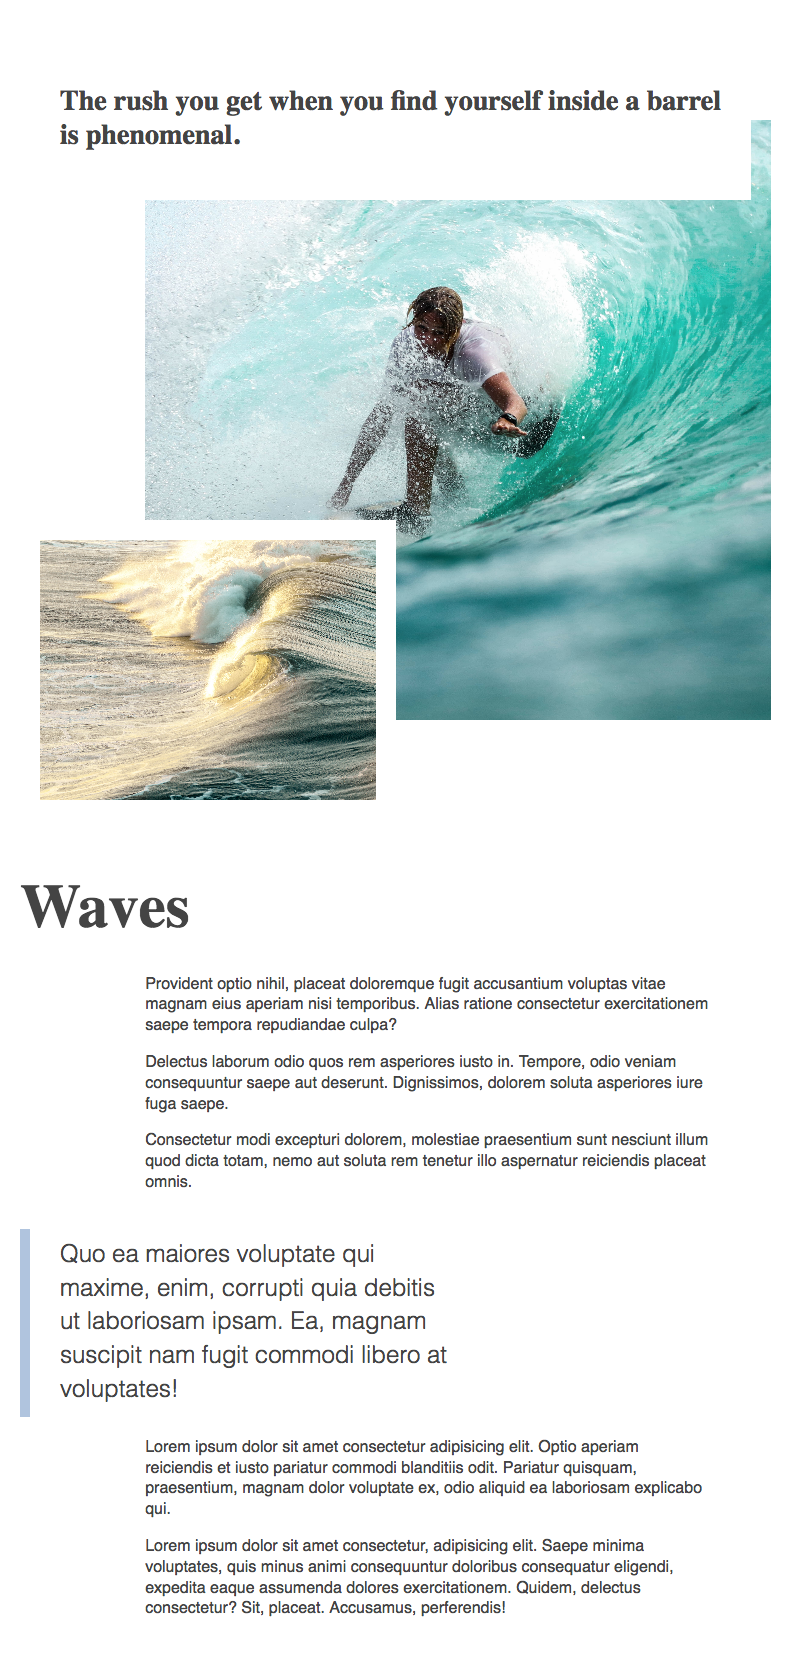 The rush you get when you find yourself inside a barrel
is phenomenal.
Waves
Provident optio nihil, placeat doloremque fugit accusantium voluptas vitae
magnam eius aperiam nisi temporibus. Alias ratione consectetur exercitationem
saepe tempora repudiandae culpa?
Delectus laborum odio quos rem asperiores iusto in. Tempore, odio veniam
consequuntur saepe aut deserunt. Dignissimos, dolorem soluta asperiores iure
fuga saepe.
Consectetur modi excepturi dolorem, molestiae praesentium sunt nesciunt illum
quod dicta totam, nemo aut soluta rem tenetur illo aspernatur reiciendis placeat
omnis.
Quo ea maiores voluptate qui
maxime, enim, corrupti quia debitis
ut laboriosam ipsam. Ea, magnam
suscipit nam fugit commodi libero at
voluptates!
Lorem ipsum dolor sit amet consectetur adipisicing elit. Optio aperiam
reiciendis et iusto pariatur commodi blanditiis odit. Pariatur quisquam,
praesentium, magnam dolor voluptate ex, odio aliquid ea laboriosam explicabo
qui.
Lorem ipsum dolor sit amet consectetur, adipisicing elit. Saepe minima
voluptates, quis minus animi consequuntur doloribus consequatur eligendi,
expedita eaque assumenda dolores exercitationem. Quidem, delectus
consectetur? Sit, placeat. Accusamus, perferendis!